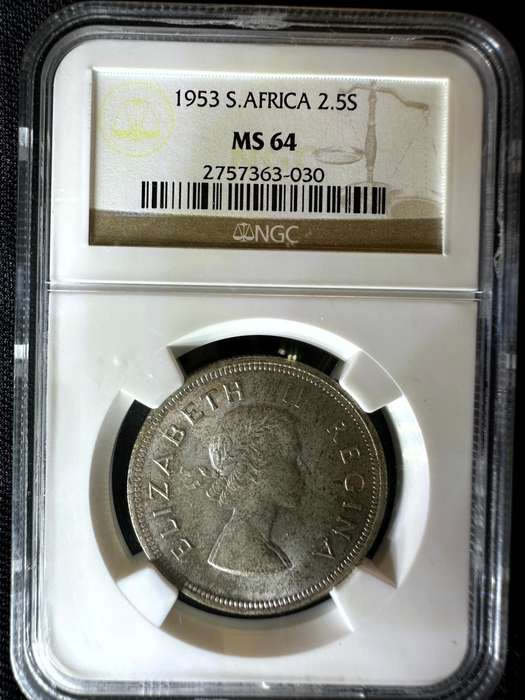 1953 S.AFRICA 2.5S
MS 64
2757363-030
NGC
ELIZABETH II REGINA